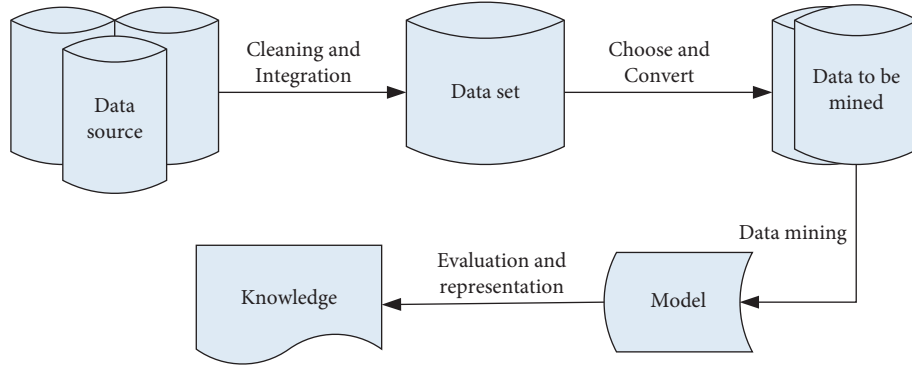 Data
source
Cleaning and
Integration
Data set
Choose and
Convert
Data to be
mined
Data mining
Model
Evaluation and
representation
Knowledge